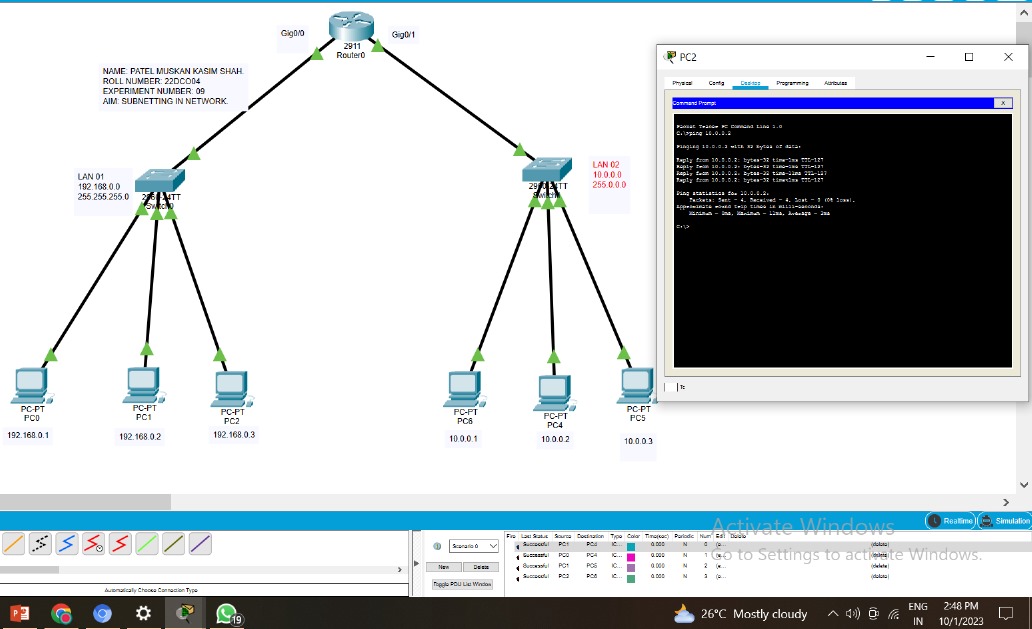 Gig0/0
Gig0/1
2911
Router0
NAME: PATEL MUSKAN KASIM SHAH.
ROLL NUMBER: 22DCO04
EXPERIMENT NUMBER: 09
AIM: SUBNETTING IN NETWORK.
LAN 01
192.168.0.0
255.255.255.0
2960-24TT
Switch0
LAN 02
10.0.0.0
255.0.0.0
PC-PT
PC0
192.168.0.1
PC-PT
PC1
192.168.0.2
PC-PT
PC2
192.168.0.3
PC-PT
PC6
10.0.0.1
PC-PT
PC4
10.0.0.2
PC-PT
PC5
10.0.0.3
PC2
Physical Config Desktop Programming Attributes
Command Prompt X
Packet Tracer PC Command Line 1.0
C:\>ping 10.0.0.2
Pinging 10.0.0.2 with 32 bytes of data:
Reply from 10.0.0.2: bytes=32 time<1ms TTL=127
Reply from 10.0.0.2: bytes=32 time<1ms TTL=127
Reply from 10.0.0.2: bytes=32 time=11ms TTL=127
Reply from 10.0.0.2: bytes=32 time<1ms TTL=127
Ping statistics for 10.0.0.2:
Packets: Sent = 4, Received = 4, Lost = 0 (0% loss),
Approximate round trip times in milli-seconds:
Minimum = 0ms, Maximum = 11ms, Average = 2ms
C:\>
Realtime Simulation
Activate Windows
Go to Settings to activate Windows.
Scenario 0
New Delete
Toggle PDU List Window
Fire Last Status Source Destination Type Color Time(sec) Periodic Num Edit Delete
Successful PC1 PC4 IC... 0.000 N 0 (e... (delete)
Successful PC0 PC4 IC... 0.000 N 1 (e... (delete)
Successful PC1 PC5 IC... 0.000 N 2 (e... (delete)
Successful PC2 PC6 IC... 0.000 N 3 (e... (delete)
Automatically Choose Connection Type
19
26°C Mostly cloudy
ENG
IN
2:48 PM
10/1/2023